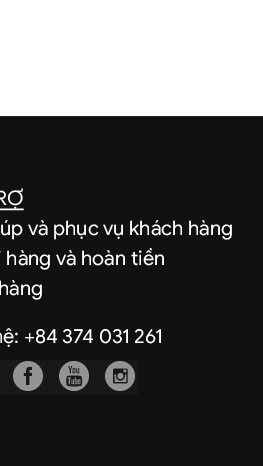 RỢ
úp và phục vụ khách hàng
hàng và hoàn tiền
hàng
hệ: +84 374 031 261
You Tube